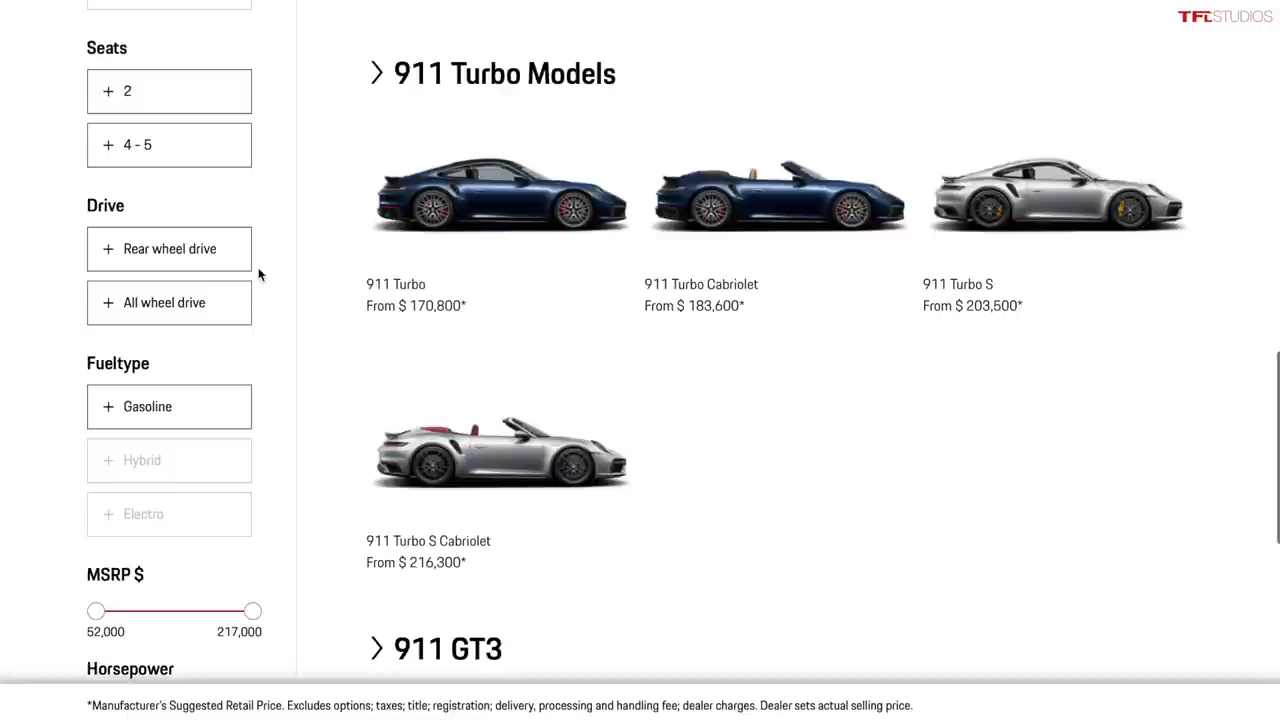 TFLSTUDIOS
Seats
+ 2
+ 4 - 5
Drive
+ Rear wheel drive
+ All wheel drive
Fueltype
+ Gasoline
+ Hybrid
+ Electro
MSRP $
52,000
217,000
Horsepower
911 Turbo Models
911 Turbo
From $ 170,800*
911 Turbo Cabriolet
From $ 183,600*
911 Turbo S
From $ 203,500*
911 Turbo S Cabriolet
From $ 216,300*
911 GT3
*Manufacturer's Suggested Retail Price. Excludes options; taxes; title; registration; delivery, processing and handling fee; dealer charges. Dealer sets actual selling price.